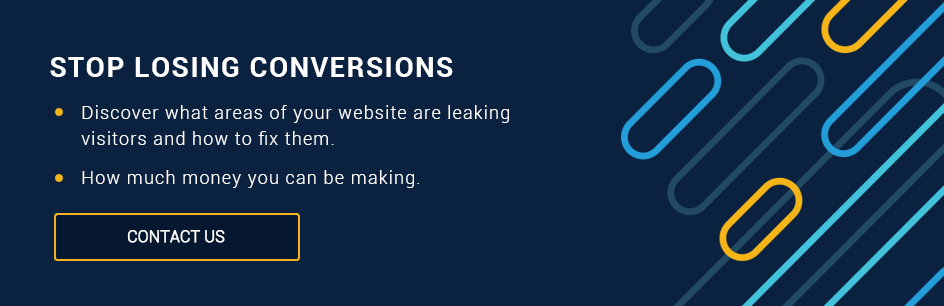 STOP LOSING CONVERSIONS
Discover what areas of your website are leaking
visitors and how to fix them.
How much money you can be making.
CONTACT US